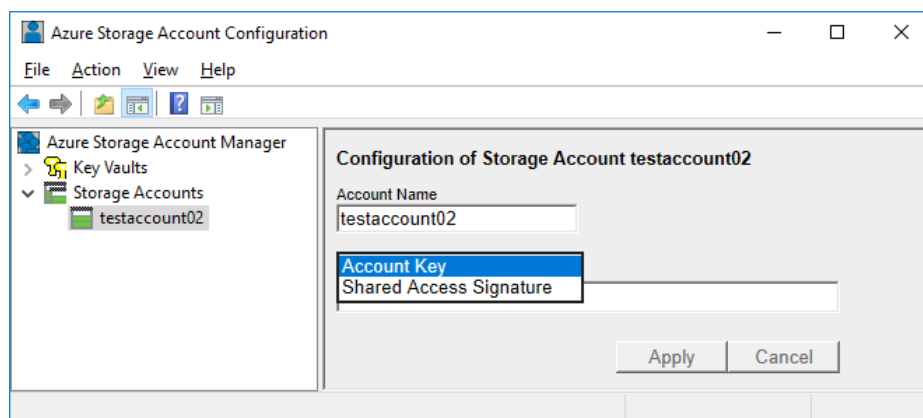 Azure Storage Account Configuration
File Action View Help
Azure Storage Account Manager
Key Vaults
Storage Accounts
testaccount02
Configuration of Storage Account testaccount02
Account Name
testaccount02
Account Key
Shared Access Signature
Apply Cancel